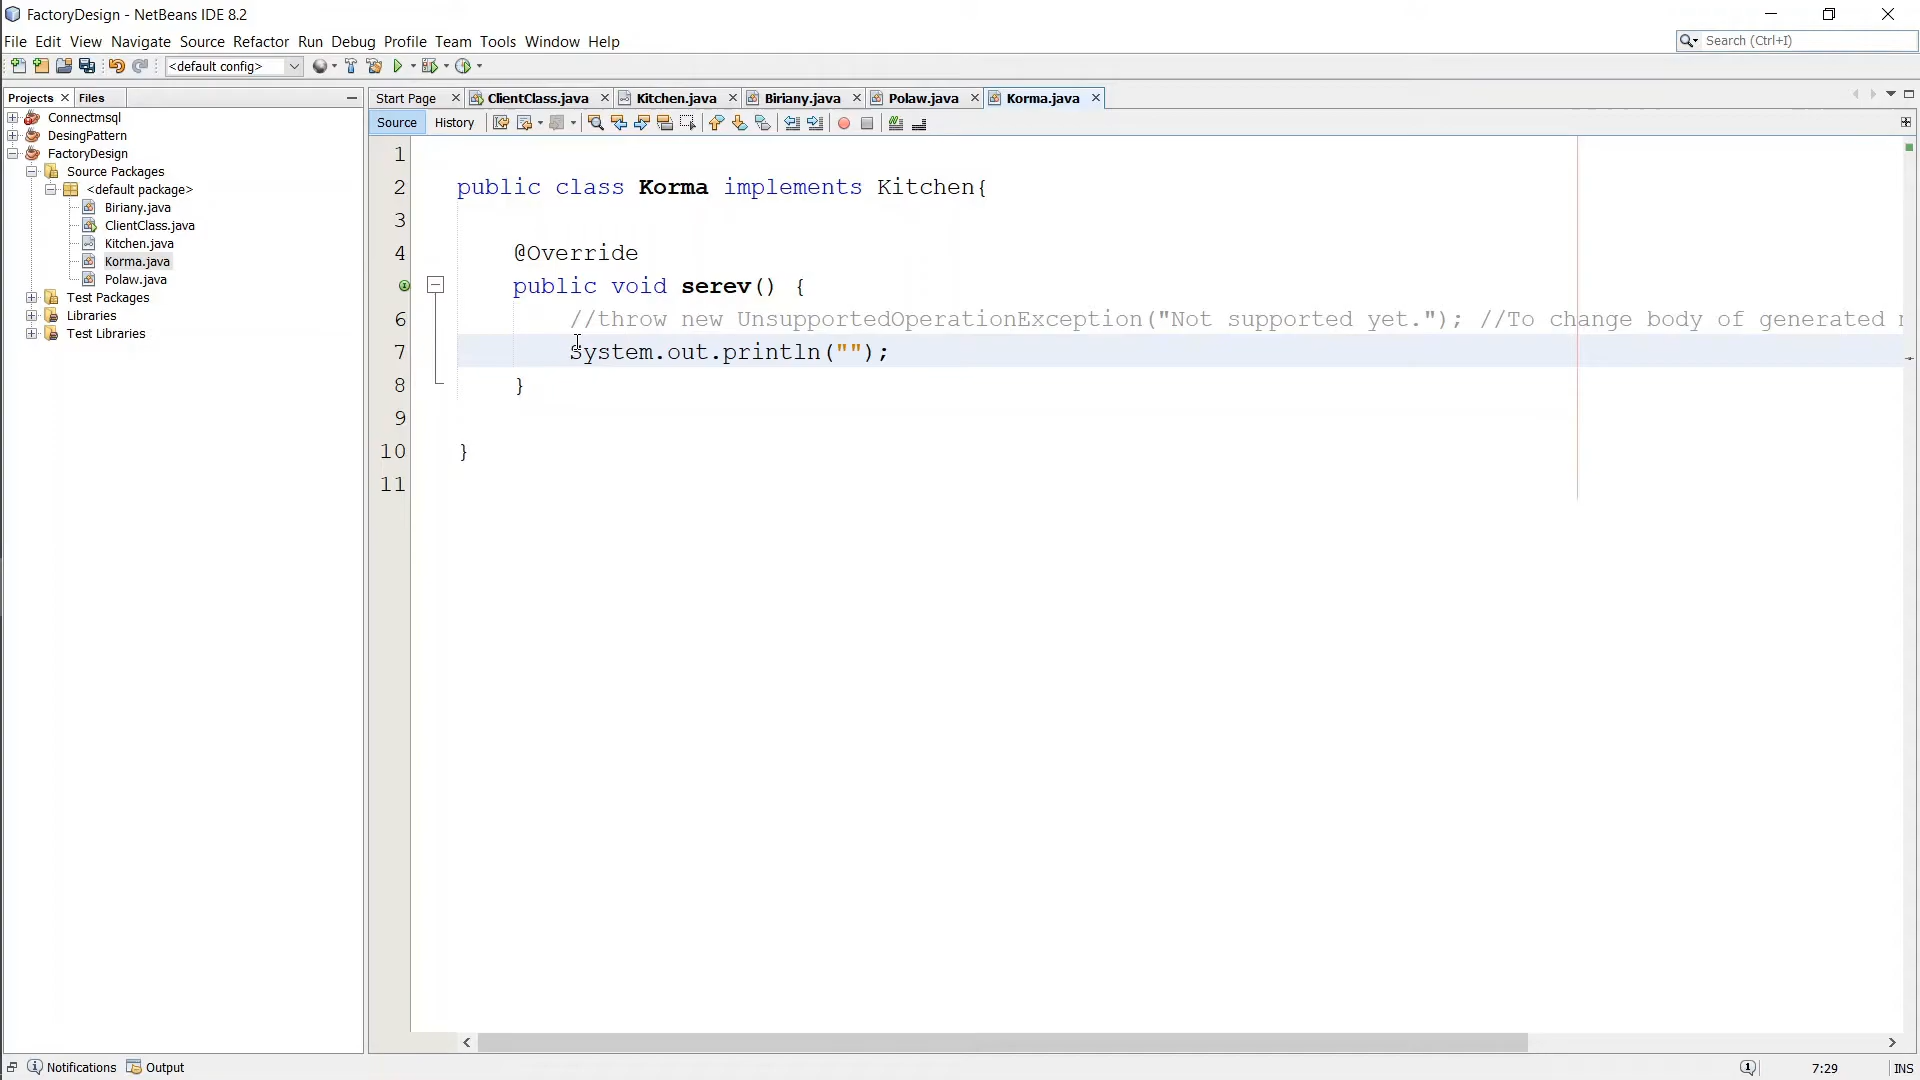 FactoryDesign - NetBeans IDE 8.2
File Edit View Navigate Source Refactor Run Debug Profile Team Tools Window Help
Search (Ctrl+I)
<default config>
Projects Files
Start Page ClientClass.java Kitchen.java Biriany.java Polaw.java Korma.java
Source History
Connectmsql
DesingPattern
FactoryDesign
Source Packages
<default package>
Biriany.java
ClientClass.java
Kitchen.java
Korma.java
Polaw.java
Test Packages
Libraries
Test Libraries
1
2 public class Korma implements Kitchen{
3
4 @Override
public void serev() {
6 //throw new UnsupportedOperationException("Not supported yet."); //To change body of generated
7 System.out.println("");
8 }
9
10 }
11
Notifications Output
7:29 INS